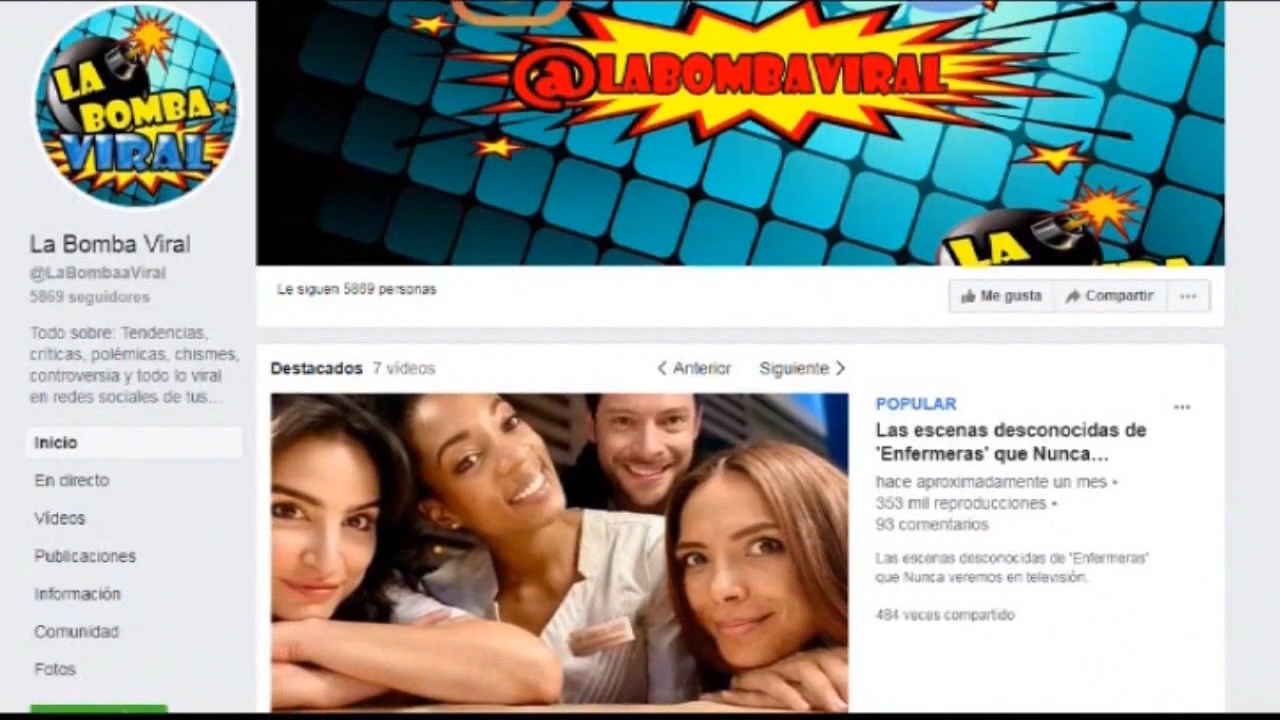 LA
BOMBA
VIRAL
@LABOMBAVIRAL
LA
La Bomba Viral
@LaBombaaViral
5869 seguidores
Todo sobre: Tendencias,
críticas, polémicas, chismes,
controversia y todo lo viral
en redes sociales de tus...
Inicio
En directo
Vídeos
Publicaciones
Información
Comunidad
Fotos
Le siguen 5869 personas
Me gusta
Compartir
...
Destacados 7 vídeos
< Anterior
Siguiente >
POPULAR
...
Las escenas desconocidas de
'Enfermeras' que Nunca...
hace aproximadamente un mes •
353 mil reproducciones •
93 comentarios
Las escenas desconocidas de 'Enfermeras'
que Nunca veremos en televisión.
484 veces compartido